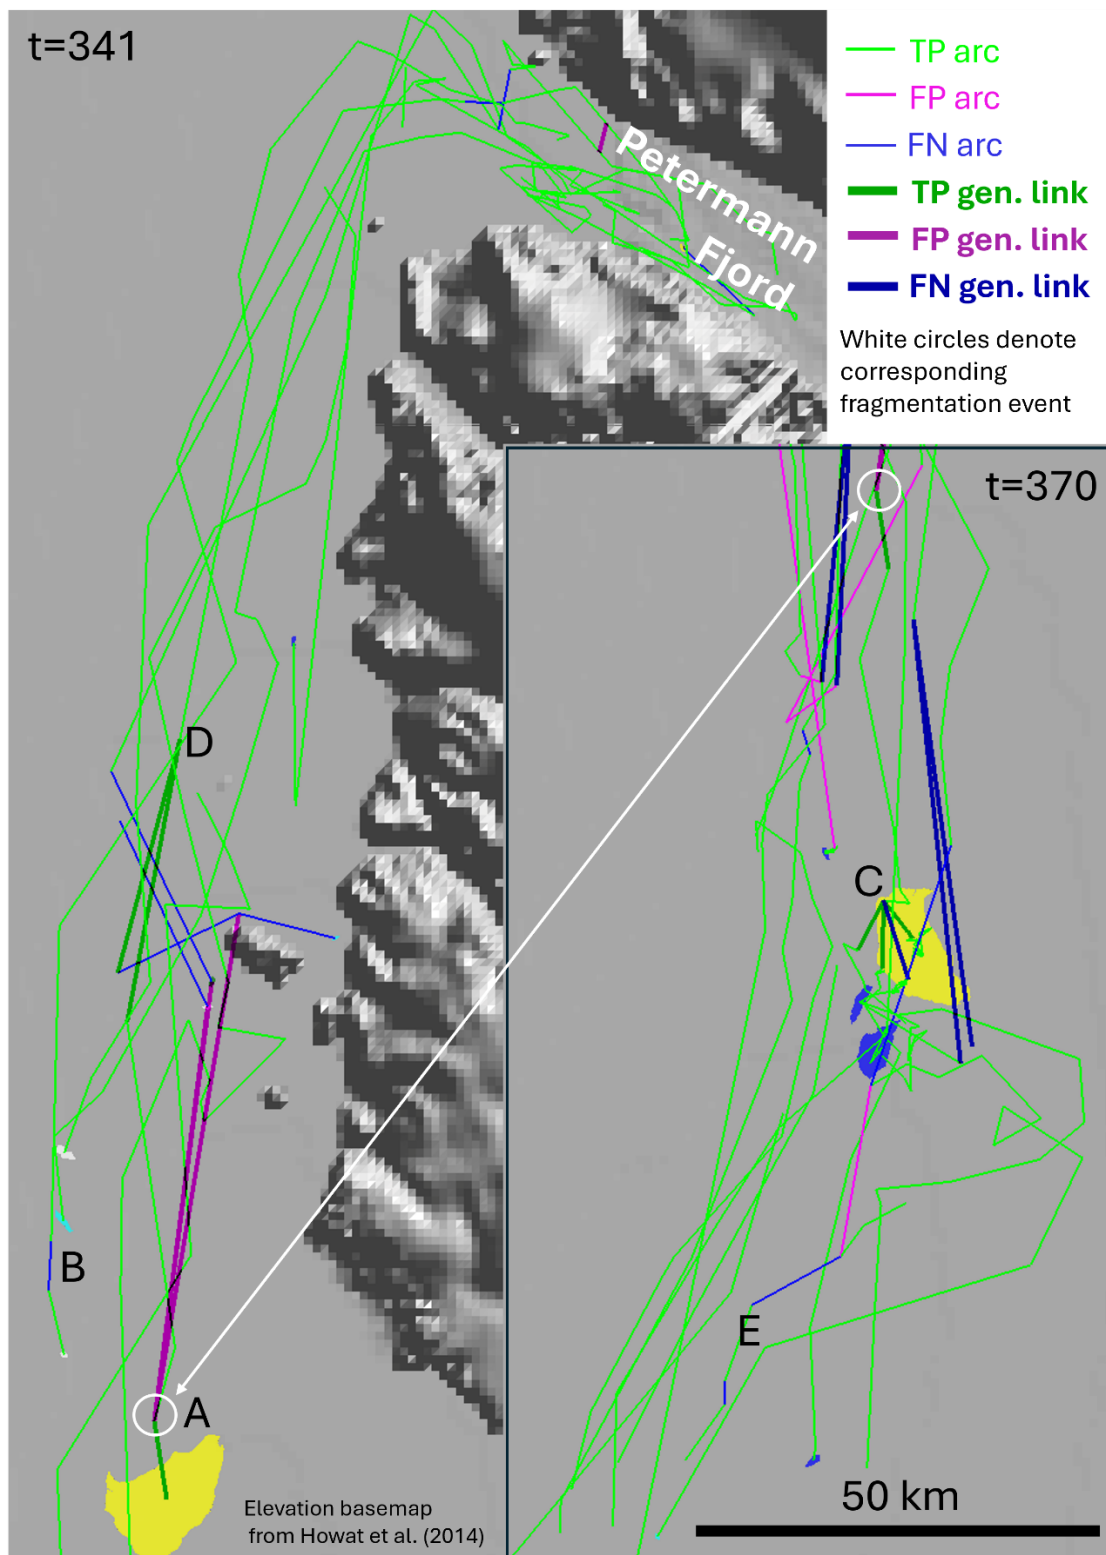 t=341
TP arc
FP arc
FN arc
TP gen. link
FP gen. link
FN gen. link
White circles denote
corresponding
fragmentation event
Petermann
Fjord
t=370
D
C
B
E
A
50 km
Elevation basemap
from Howat et al. (2014)